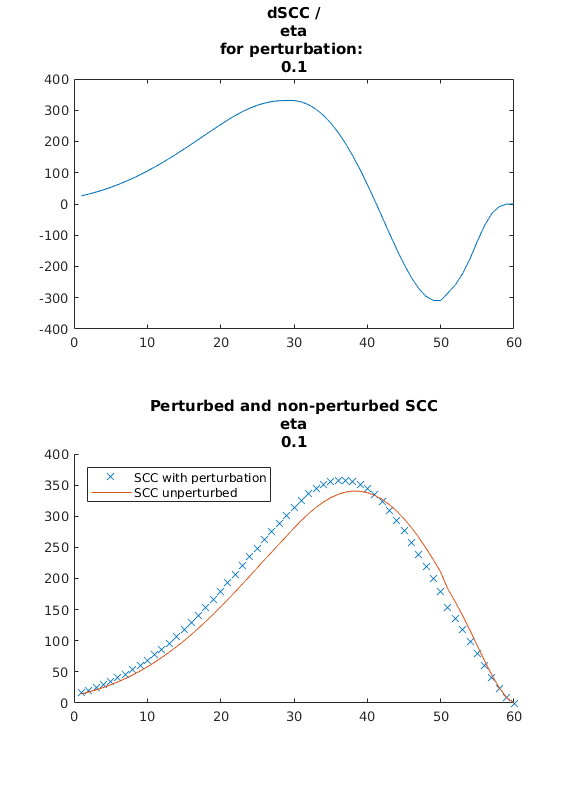 dSCC /
eta
for perturbation:
0.1
400
300
200
100
0
-100
-200
-300
-400
0 10 20 30 40 50 60
Perturbed and non-perturbed SCC
eta
0.1
400
350
300
250
200
150
100
50
0
SCC with perturbation
SCC unperturbed
0 10 20 30 40 50 60